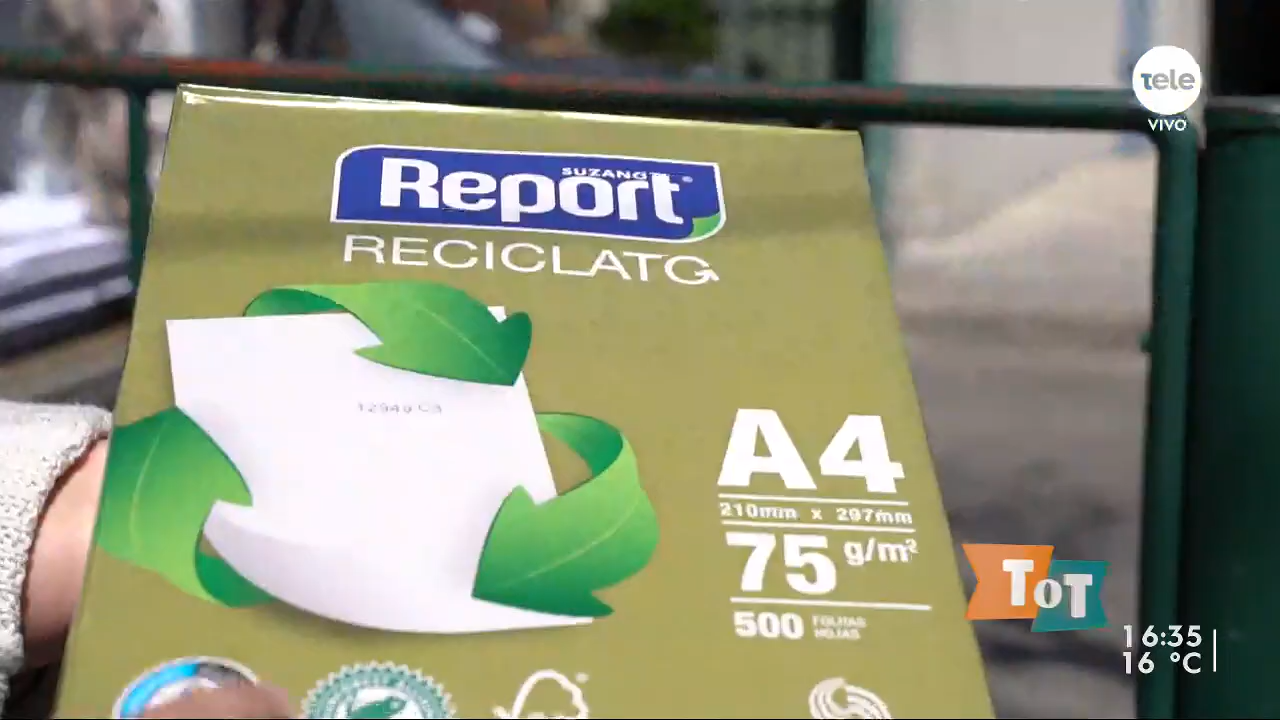 tele
VIVO
SUZANO
Report®
RECICLATO
A4
210mm x 297mm
75 g/m²
500 FOLHAS
HOJAS
TOT
16:35
16 °C